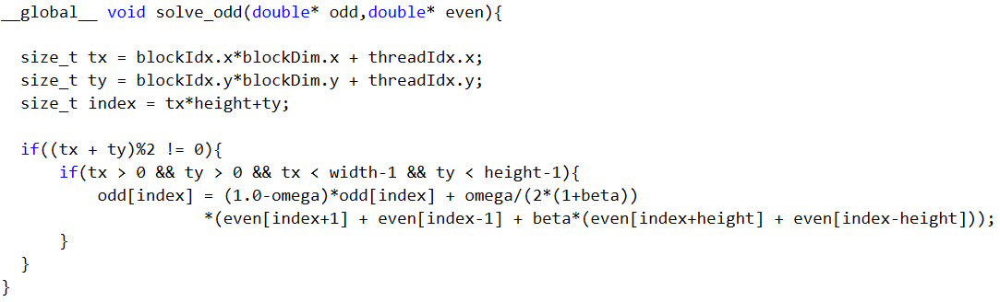 __global__ void solve_odd(double* odd,double* even){
size_t tx = blockIdx.x*blockDim.x + threadIdx.x;
size_t ty = blockIdx.y*blockDim.y + threadIdx.y;
size_t index = tx*height+ty;
if((tx + ty)%2 != 0){
if(tx > 0 && ty > 0 && tx < width-1 && ty < height-1){
odd[index] = (1.0-omega)*odd[index] + omega/(2*(1+beta))
*(even[index+1] + even[index-1] + beta*(even[index+height] + even[index-height]));
}
}
}